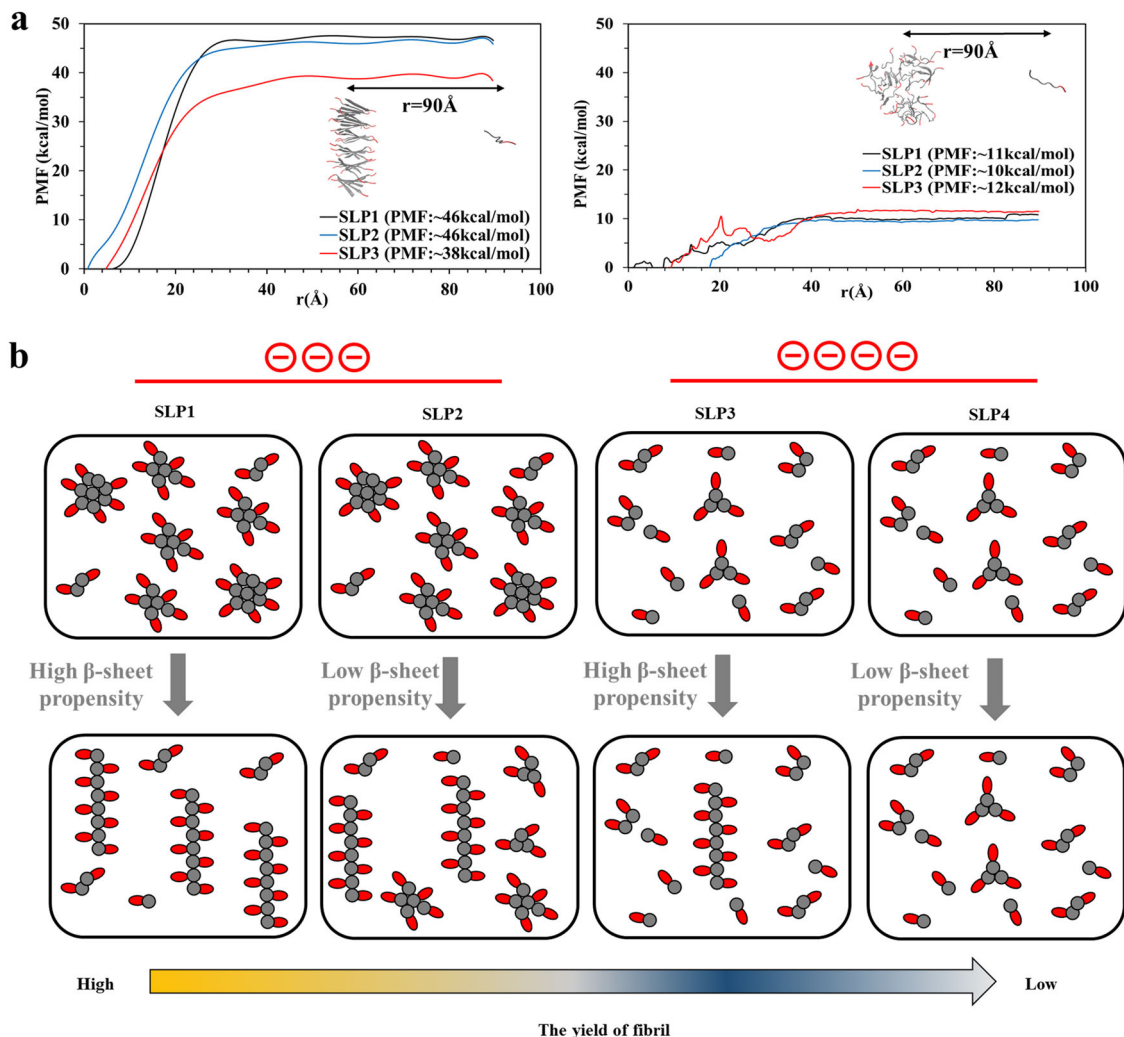 a
50
40
30
20
10
0
PMF (kcal/mol)
r=90Å
SLP1 (PMF:~46kcal/mol)
SLP2 (PMF:~46kcal/mol)
SLP3 (PMF:~38kcal/mol)
0 20 40 60 80 100
r(Å)
50
40
30
20
10
0
PMF (kcal/mol)
r=90Å
SLP1 (PMF:~11kcal/mol)
SLP2 (PMF:~10kcal/mol)
SLP3 (PMF:~12kcal/mol)
0 20 40 60 80 100
r(Å)
b
− − − − − − −
SLP1 SLP2 SLP3 SLP4
High β-sheet
propensity
Low β-sheet
propensity
High β-sheet
propensity
Low β-sheet
propensity
High Low
The yield of fibril